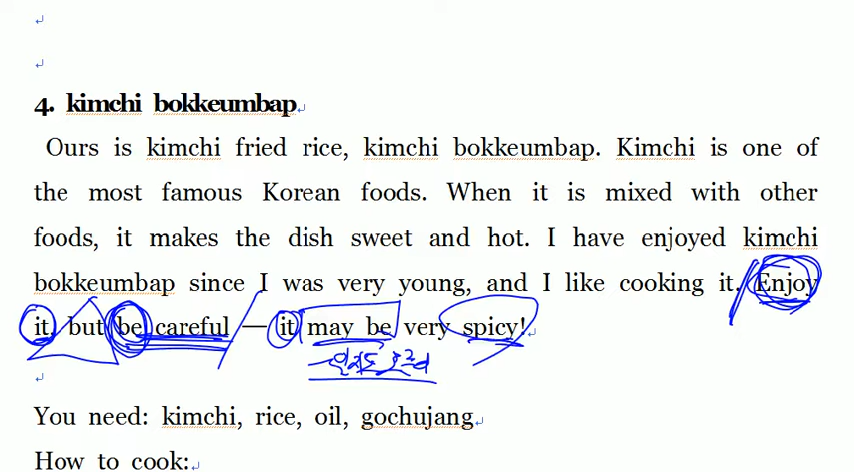 4. kimchi bokkeumbap
Ours is kimchi fried rice, kimchi bokkeumbap. Kimchi is one of
the most famous Korean foods. When it is mixed with other
foods, it makes the dish sweet and hot. I have enjoyed kimchi
bokkeumbap since I was very young, and I like cooking it. Enjoy
it, but be careful — it may be very spicy!
You need: kimchi, rice, oil, gochujang
How to cook: